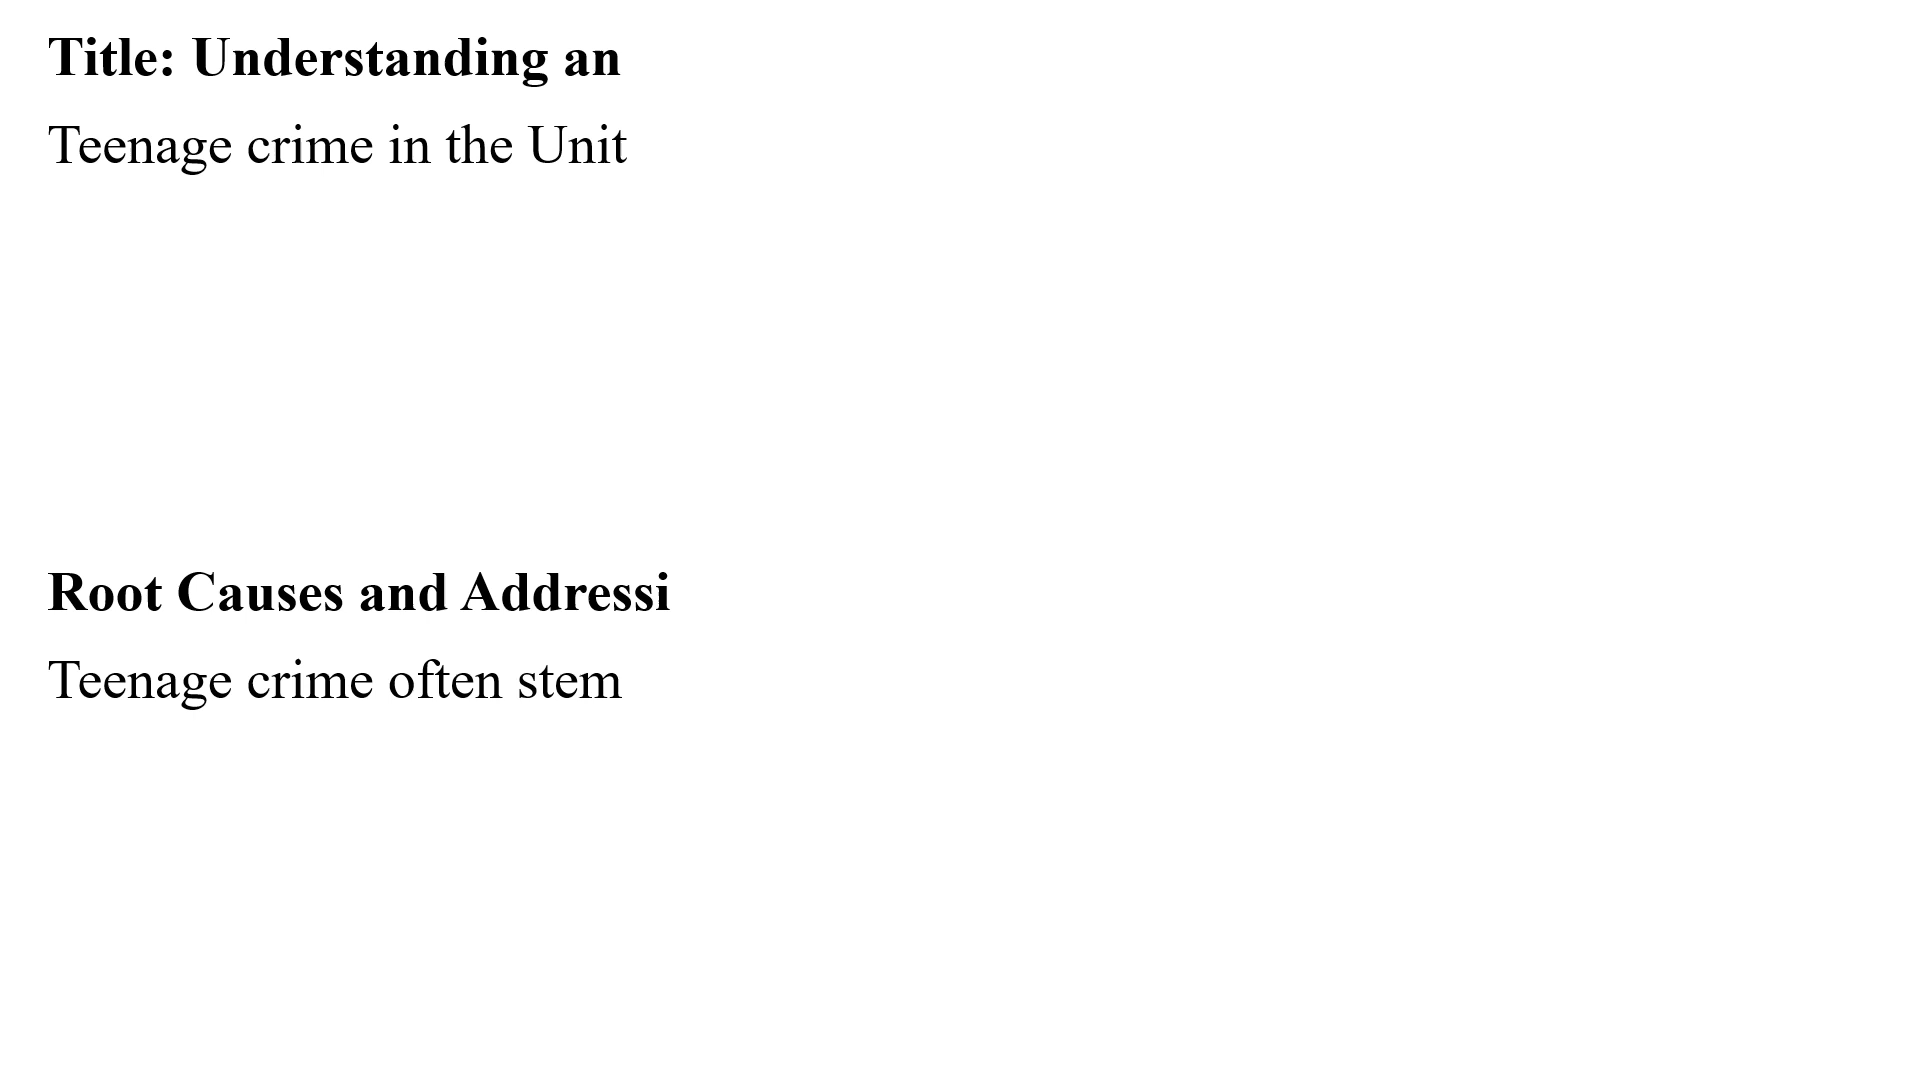 Title: Understanding an
Teenage crime in the Unit
Root Causes and Addressi
Teenage crime often stem